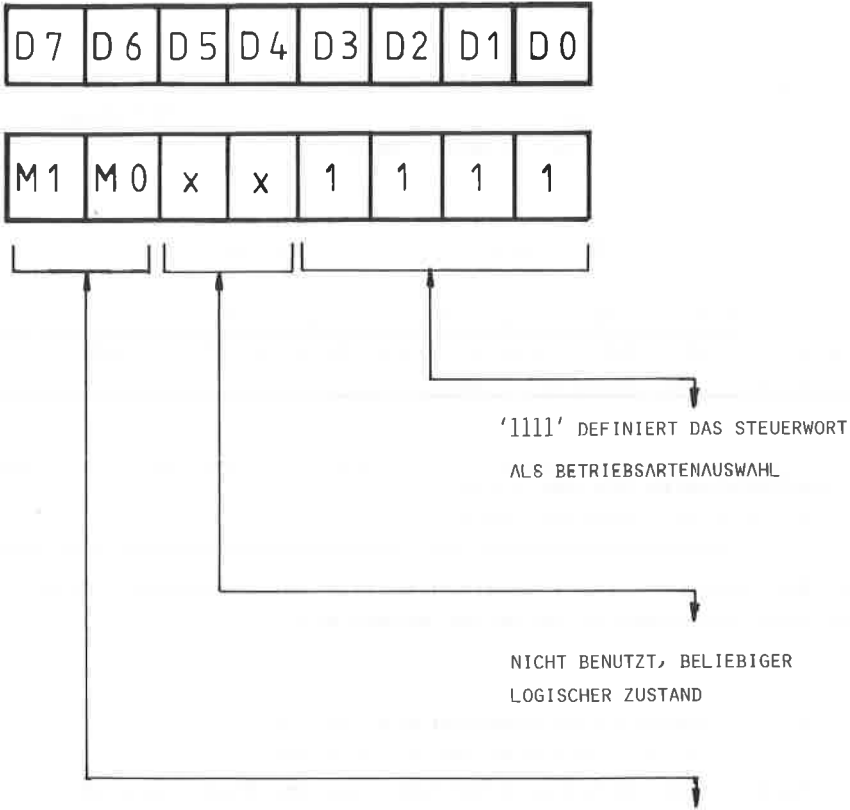 D7 D6 D5 D4 D3 D2 D1 D0
M1 M0 x x 1 1 1 1
'1111' DEFINIERT DAS STEUERWORT
ALS BETRIEBSARTENAUSWAHL
NICHT BENUTZT, BELIEBIGER
LOGISCHER ZUSTAND